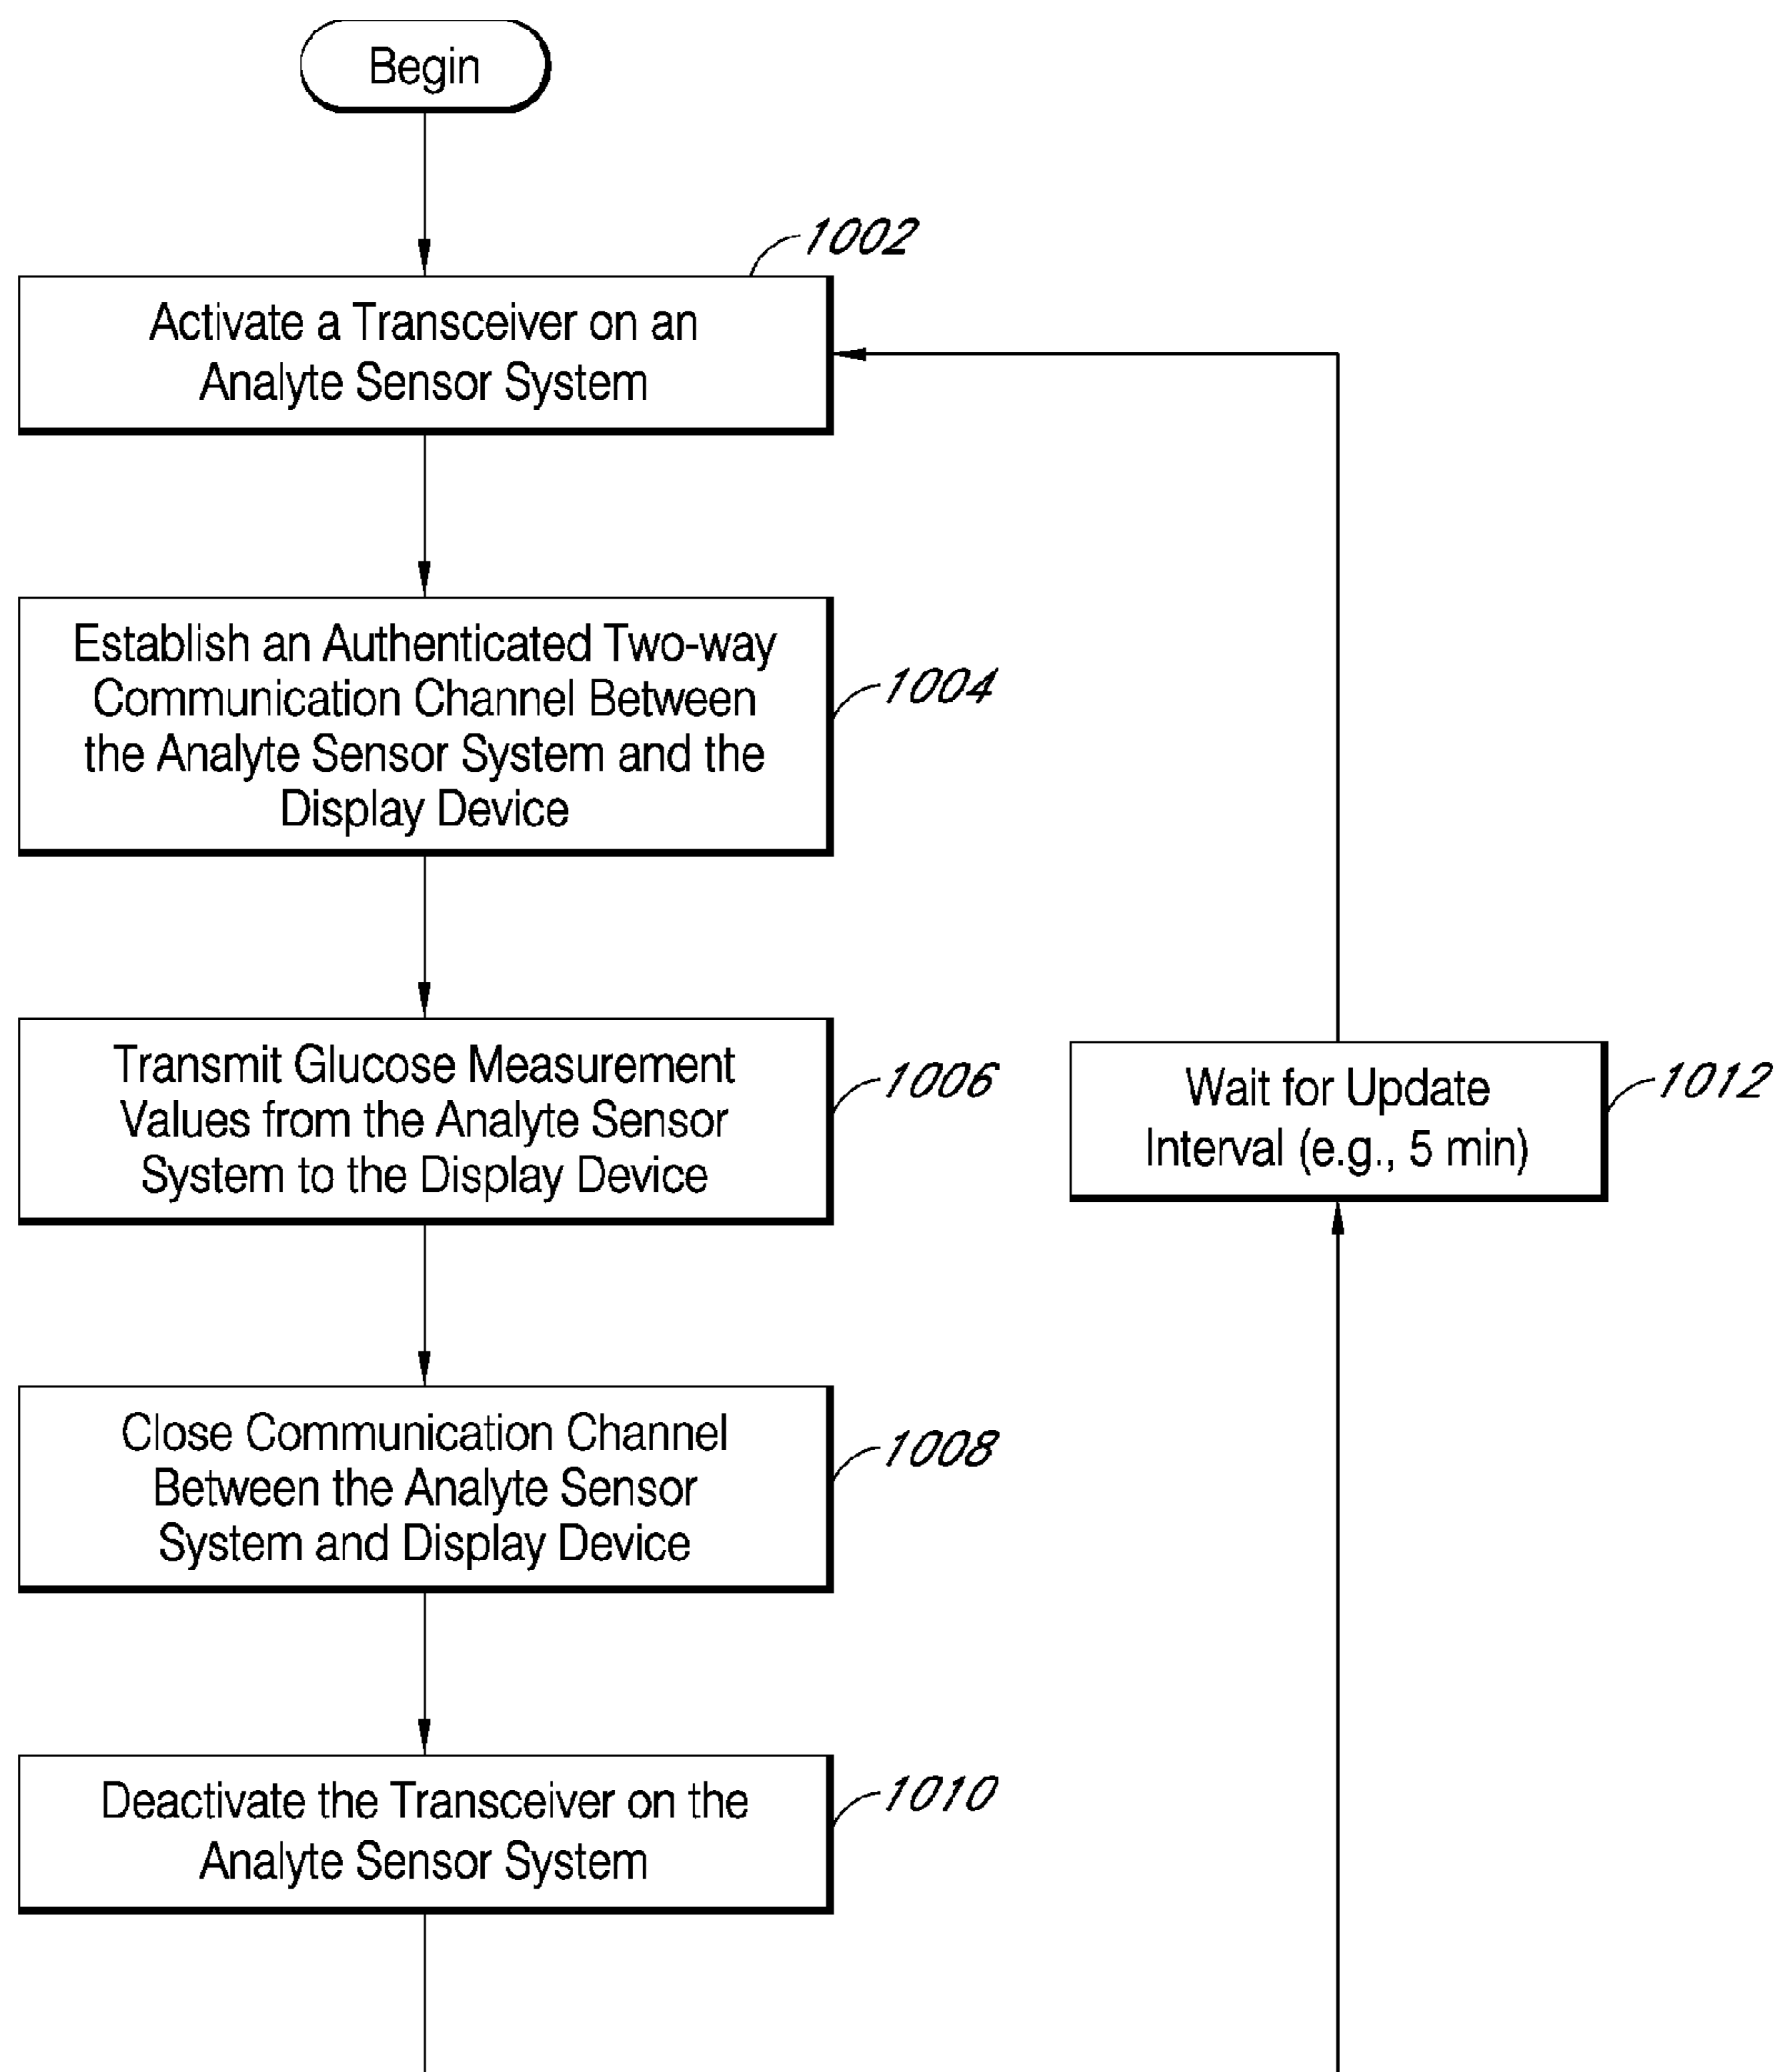 Begin
1002
Activate a Transceiver on an
Analyte Sensor System
Establish an Authenticated Two-way
Communication Channel Between
the Analyte Sensor System and the
Display Device
1004
Transmit Glucose Measurement
Values from the Analyte Sensor
System to the Display Device
1006
Wait for Update
Interval (e.g., 5 min)
1012
Close Communication Channel
Between the Analyte Sensor
System and Display Device
1008
Deactivate the Transceiver on the
Analyte Sensor System
1010